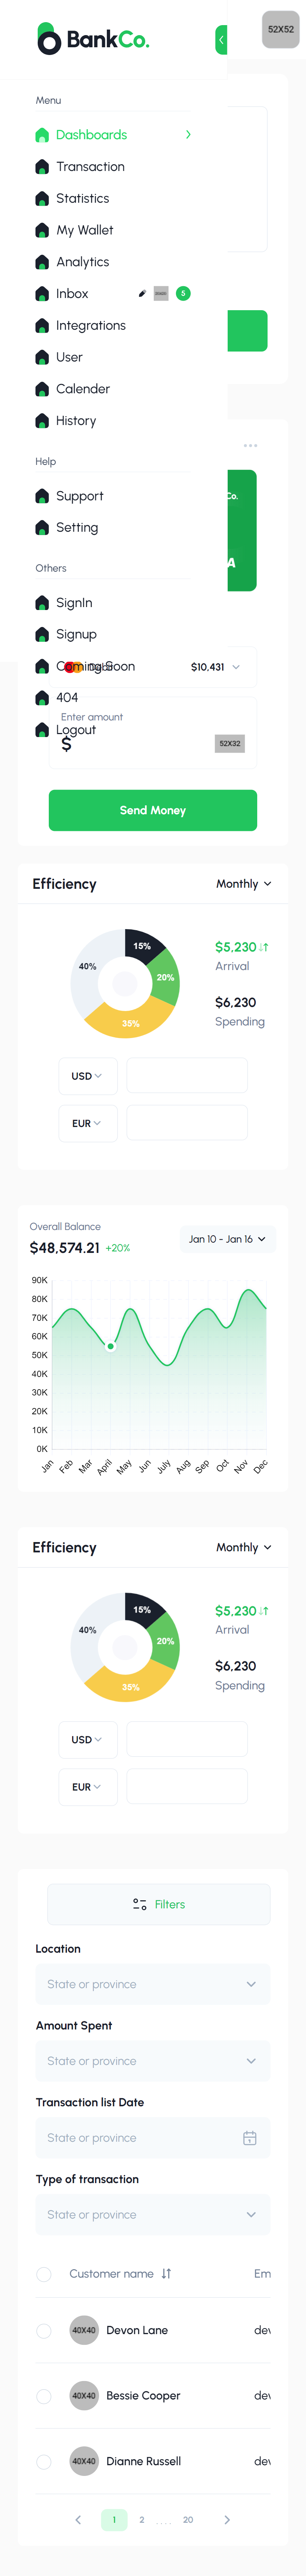 BankCo.
52X52
Menu
Dashboards
Transaction
Statistics
My Wallet
Analytics
Inbox
5
Integrations
User
Calender
History
Help
Support
Co.
Setting
A
Others
SignIn
Signup
Coming Soon
$10,431
404
Enter amount
Logout
$
52X32
Send Money
Efficiency
Monthly
15%
40%
20%
35%
$5,230
Arrival
$6,230
Spending
USD
EUR
Overall Balance
$48,574.21 +20%
Jan 10 - Jan 16
90K
80K
70K
60K
50K
40K
30K
20K
10K
0K
Jan Feb Mar April May Jun July Aug Sep Oct Nov Dec
Efficiency
Monthly
15%
40%
20%
35%
$5,230
Arrival
$6,230
Spending
USD
EUR
Filters
Location
State or province
Amount Spent
State or province
Transaction list Date
State or province
Type of transaction
State or province
Customer name
Em
40X40 Devon Lane dev
40X40 Bessie Cooper dev
40X40 Dianne Russell dev
1 2 .... 20